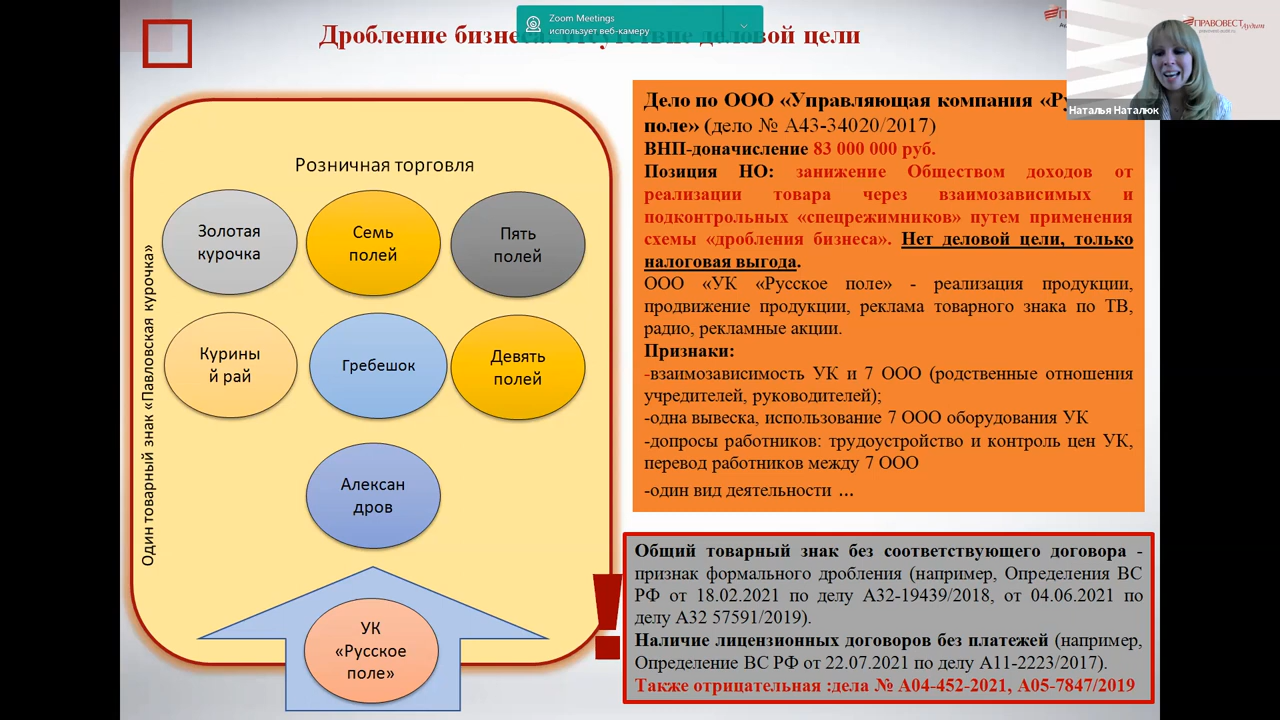 Дробление бизнеса: отсутствие деловой цели
Zoom Meetings
использует веб-камеру
ПРАВОВЕСТ Аудит
pravovest-audit.ru
Наталья Наталюк
Один товарный знак «Павловская курочка»
Розничная торговля
Золотая
курочка
Семь
полей
Пять
полей
Курины
й рай
Гребешок
Девять
полей
Алексан
дров
УК
«Русское
поле»
Дело по ООО «Управляющая компания «Ру
поле» (дело № А43-34020/2017)
ВНП-доначисление 83 000 000 руб.
Позиция НО: занижение Обществом доходов от
реализации товара через взаимозависимых и
подконтрольных «спецрежимников» путем применения
схемы «дробления бизнеса». Нет деловой цели, только
налоговая выгода.
ООО «УК «Русское поле» - реализация продукции,
продвижение продукции, реклама товарного знака по ТВ,
радио, рекламные акции.
Признаки:
-взаимозависимость УК и 7 ООО (родственные отношения
учредителей, руководителей);
-одна вывеска, использование 7 ООО оборудования УК
-допросы работников: трудоустройство и контроль цен УК,
перевод работников между 7 ООО
-один вид деятельности ...
!
Общий товарный знак без соответствующего договора -
признак формального дробления (например, Определения ВС
РФ от 18.02.2021 по делу А32-19439/2018, от 04.06.2021 по
делу А32 57591/2019).
Наличие лицензионных договоров без платежей (например,
Определение ВС РФ от 22.07.2021 по делу А11-2223/2017).
Также отрицательная :дела № А04-452-2021, А05-7847/2019